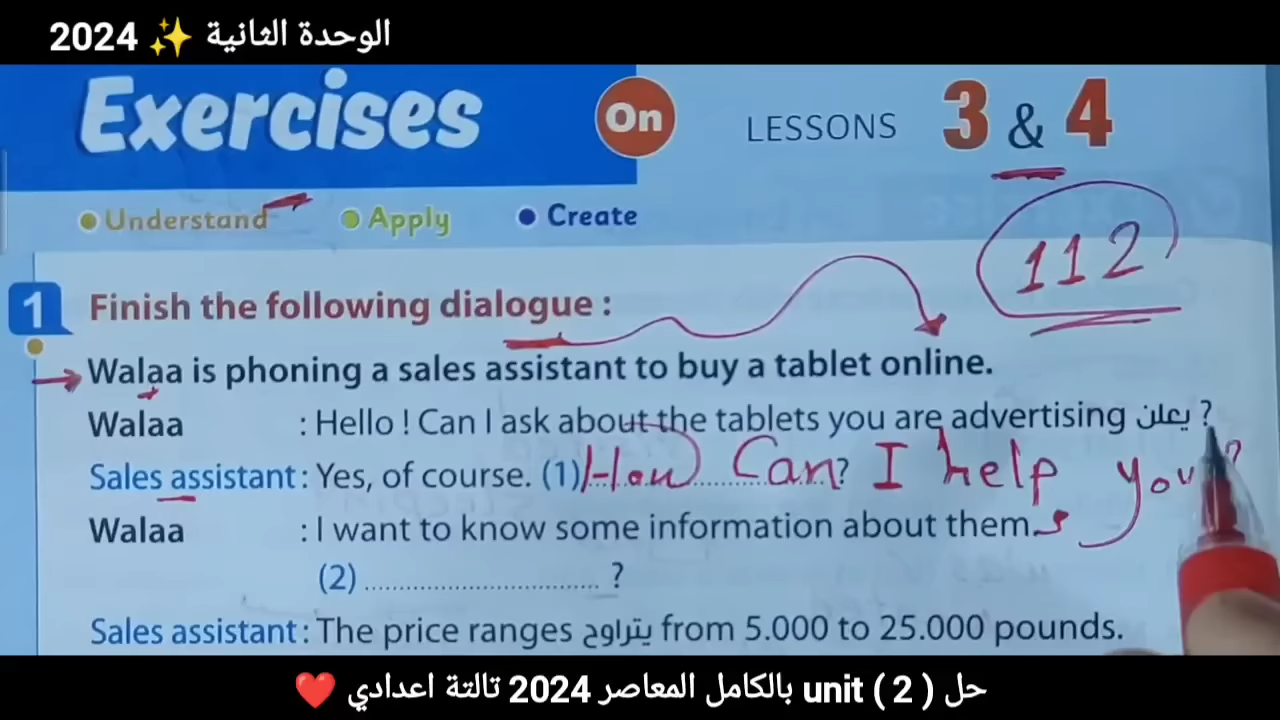 الوحدة الثانية ✨ 2024
Exercises On LESSONS 3 & 4
• Understand • Apply • Create
112
1 Finish the following dialogue :
Walaa is phoning a sales assistant to buy a tablet online.
Walaa : Hello ! Can I ask about the tablets you are advertising يعلن ?
Sales assistant : Yes, of course. (1) How Can I help you ?
Walaa : I want to know some information about them.
(2) .............................. ?
Sales assistant : The price ranges يتراوح from 5.000 to 25.000 pounds.
حل unit ( 2 ) بالكامل المعاصر 2024 تالتة اعدادي ❤️